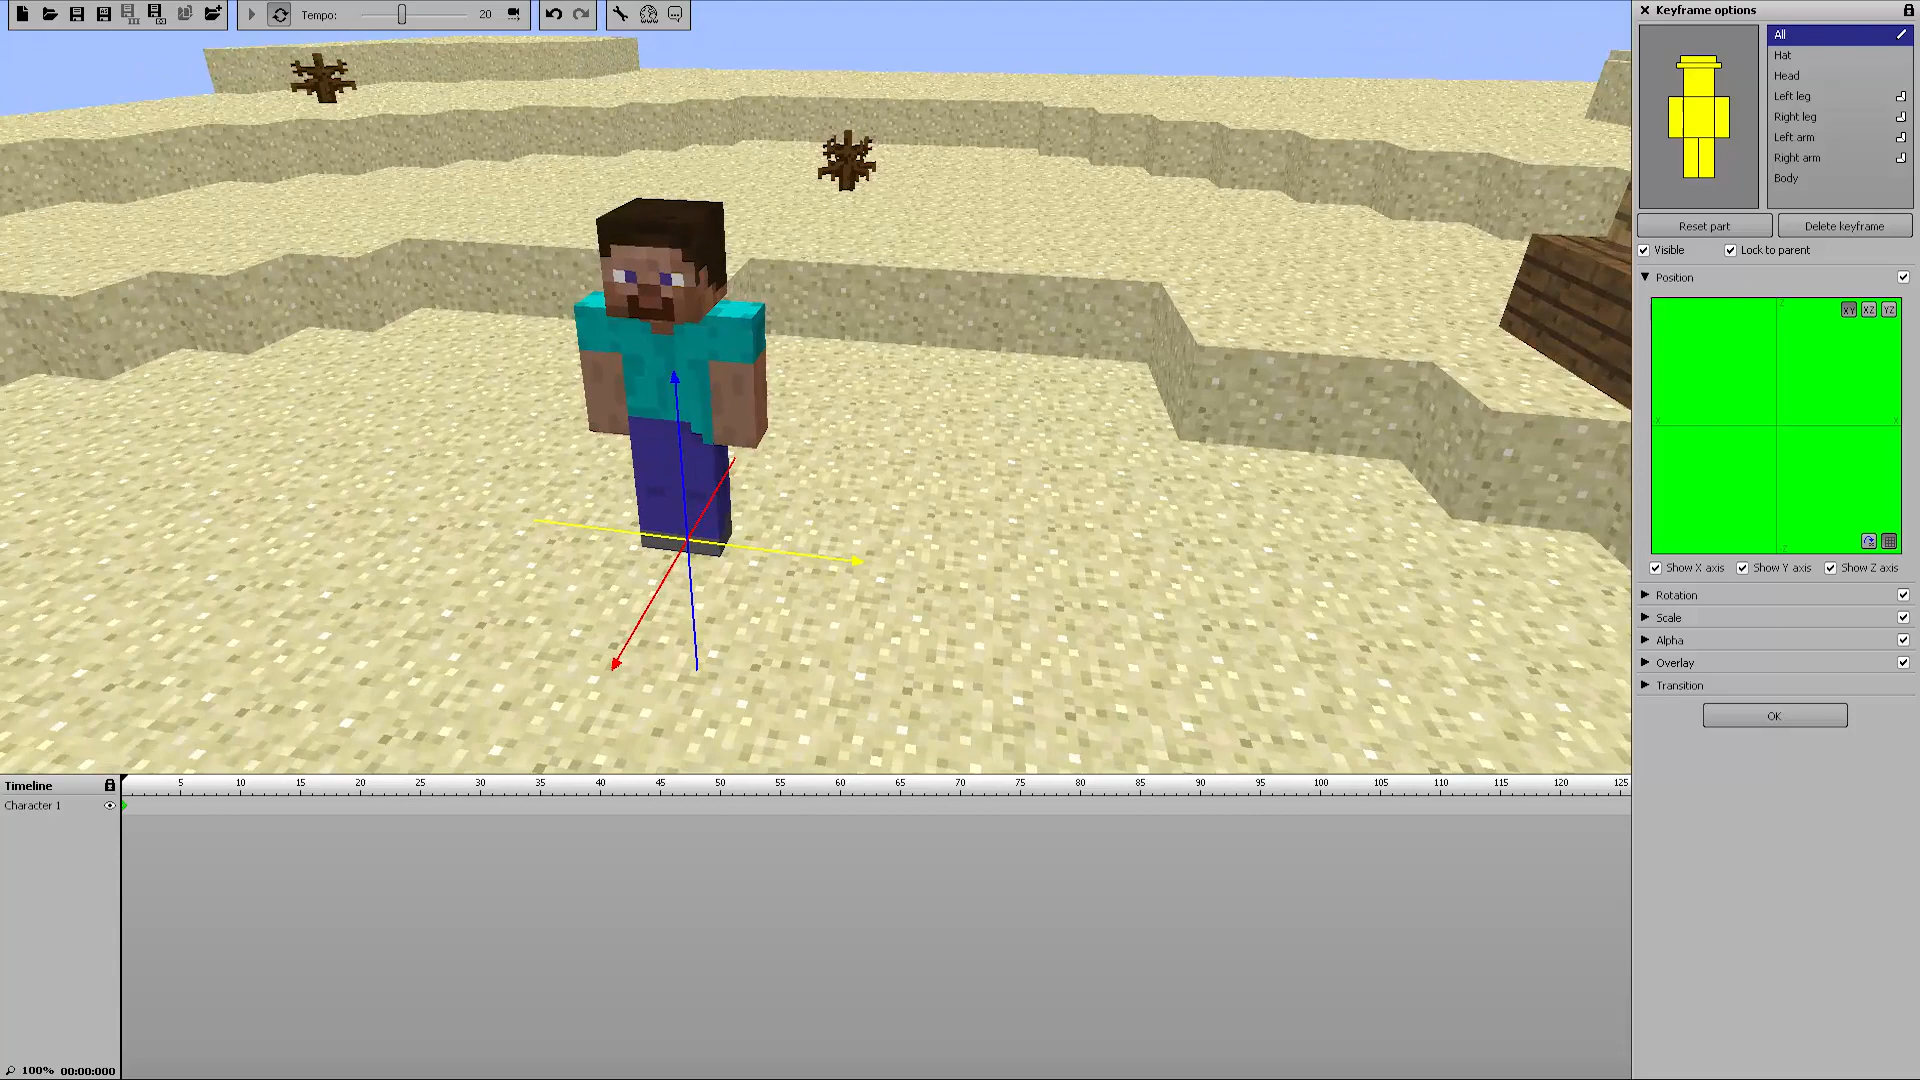 Tempo:
20
Keyframe options
All
Hat
Head
Left leg
Right leg
Left arm
Right arm
Body
Reset part
Delete keyframe
Visible
Lock to parent
Position
Z
XY
XZ
YZ
-X
X
-Z
Show X axis
Show Y axis
Show Z axis
Rotation
Scale
Alpha
Overlay
Transition
OK
Timeline
5 10 15 20 25 30 35 40 45 50 55 60 65 70 75 80 85 90 95 100 105 110 115 120 125
Character 1
100% 00:00:000